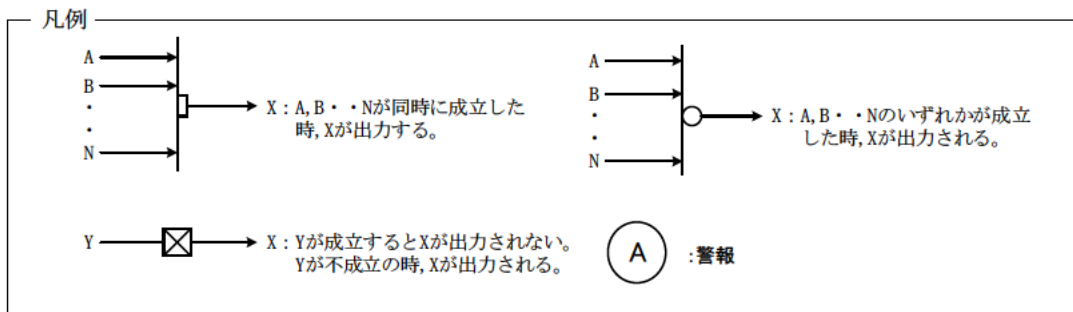 凡例
A
B
・
・
N
X：A,B・・Nが同時に成立した
時,Xが出力する。
A
B
・
・
N
X：A,B・・Nのいずれかが成立
した時,Xが出力される。
Y
X：Yが成立するとXが出力されない。
Yが不成立の時,Xが出力される。
A
:警報